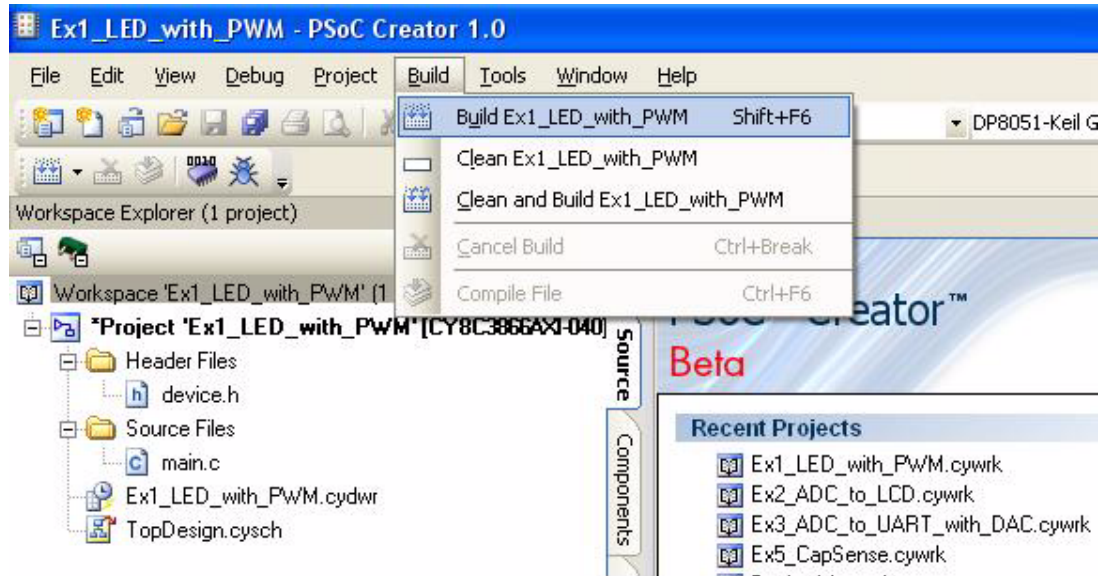 Ex1_LED_with_PWM - PSoC Creator 1.0
File Edit View Debug Project Build Tools Window Help
Build Ex1_LED_with_PWM Shift+F6
DP8051-Keil G
Clean Ex1_LED_with_PWM
Clean and Build Ex1_LED_with_PWM
Cancel Build Ctrl+Break
Compile File Ctrl+F6
Workspace Explorer (1 project)
Workspace 'Ex1_LED_with_PWM' (1
*Project 'Ex1_LED_with_PWM' [CY8C3866AXI-040]
Header Files
device.h
Source Files
main.c
Ex1_LED_with_PWM.cydwr
TopDesign.cysch
Source
Components
Creator™
Beta
Recent Projects
Ex1_LED_with_PWM.cywrk
Ex2_ADC_to_LCD.cywrk
Ex3_ADC_to_UART_with_DAC.cywrk
Ex5_CapSense.cywrk